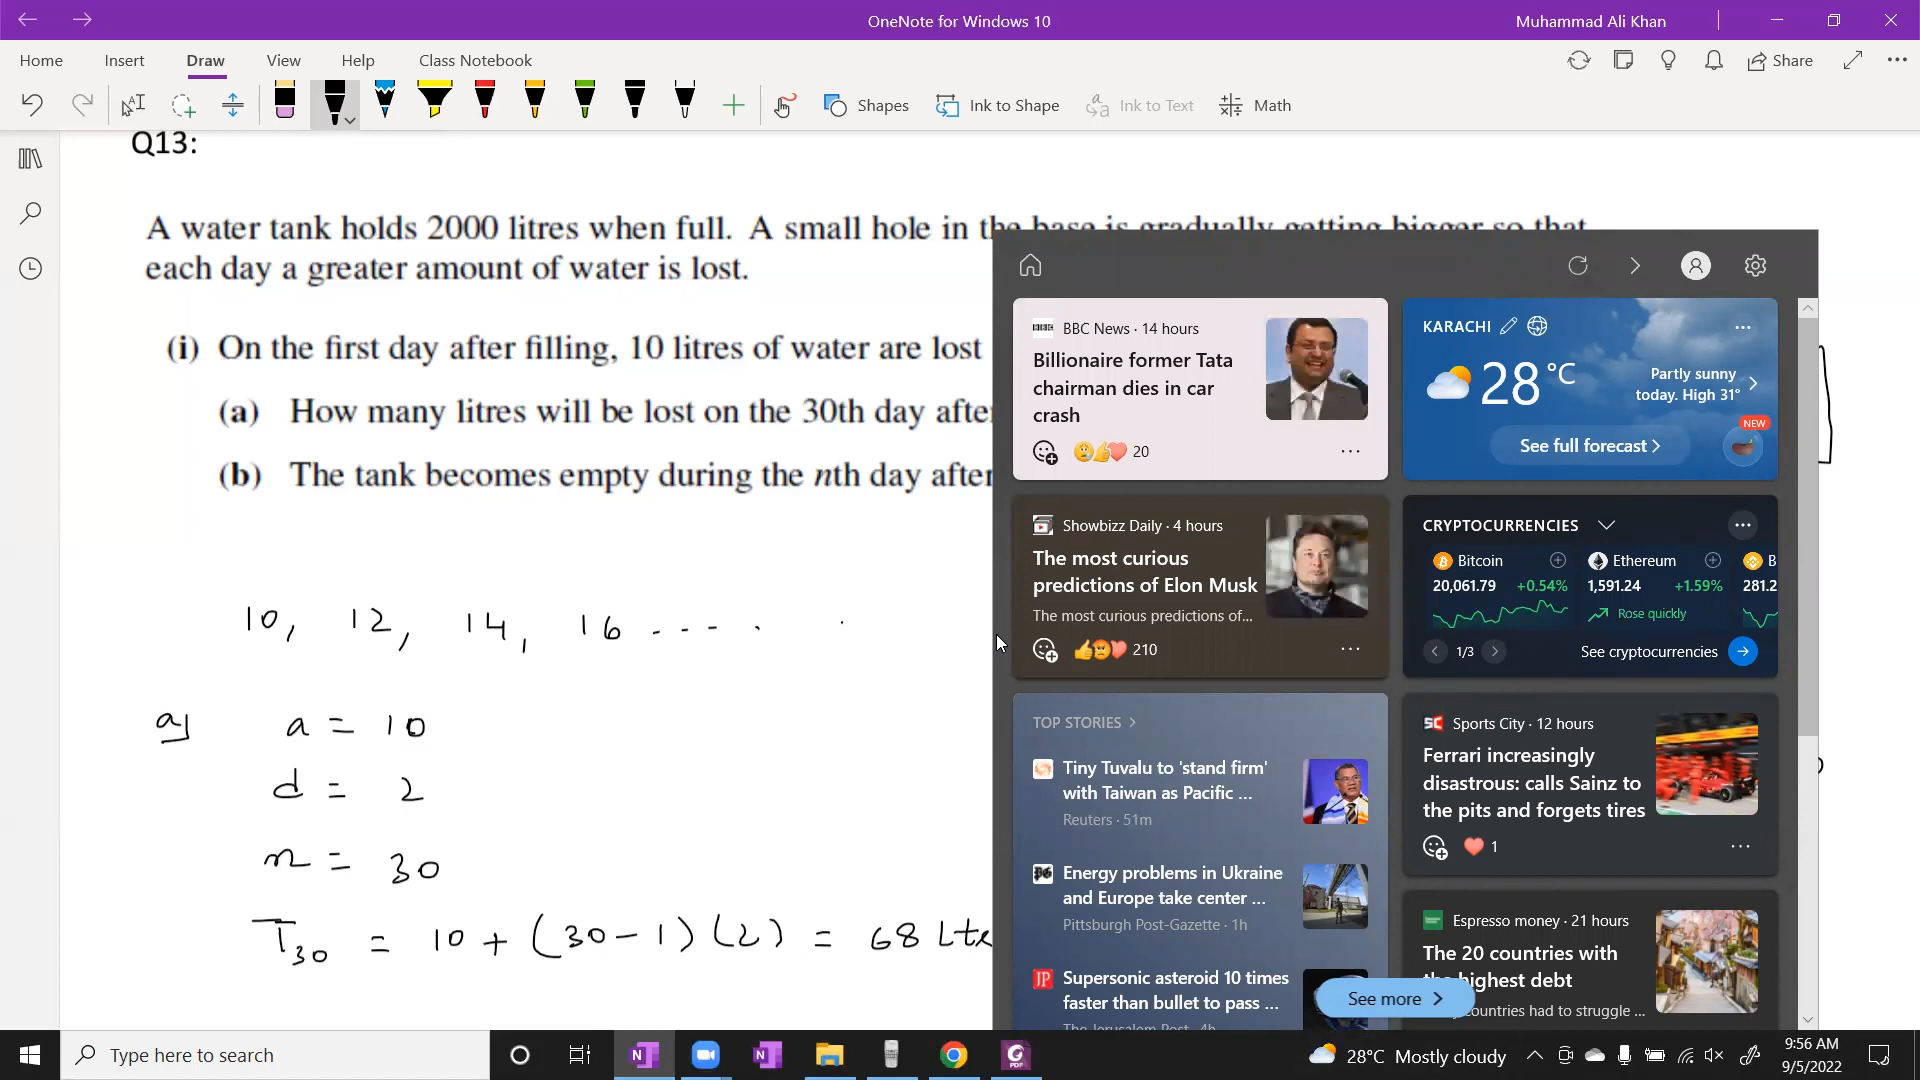 OneNote for Windows 10
Muhammad Ali Khan
Home Insert Draw View Help Class Notebook
Share
Shapes Ink to Shape Ink to Text Math
Q13:
A water tank holds 2000 litres when full. A small hole in the base is gradually getting bigger so that
each day a greater amount of water is lost.
(i) On the first day after filling, 10 litres of water are lost
(a) How many litres will be lost on the 30th day after
(b) The tank becomes empty during the nth day after
10, 12, 14, 16 ---- .
a) a = 10
d = 2
n = 30
T30 = 10 + (30-1)(2) = 68 Ltr
BBC News · 14 hours
Billionaire former Tata
chairman dies in car
crash
20
KARACHI
28 °C
Partly sunny
today. High 31°
NEW
See full forecast
Showbizz Daily · 4 hours
The most curious
predictions of Elon Musk
The most curious predictions of...
210
CRYPTOCURRENCIES
Bitcoin
20,061.79 +0.54%
Ethereum
1,591.24 +1.59%
Rose quickly
B
281.2
1/3
See cryptocurrencies
TOP STORIES
Tiny Tuvalu to 'stand firm'
with Taiwan as Pacific ...
Reuters · 51m
Energy problems in Ukraine
and Europe take center ...
Pittsburgh Post-Gazette · 1h
JP
Supersonic asteroid 10 times
faster than bullet to pass ...
The Jerusalem Post · 4h
Sports City · 12 hours
Ferrari increasingly
disastrous: calls Sainz to
the pits and forgets tires
1
Espresso money · 21 hours
The 20 countries with
highest debt
countries had to struggle ...
See more
Type here to search
28°C Mostly cloudy
9:56 AM
9/5/2022